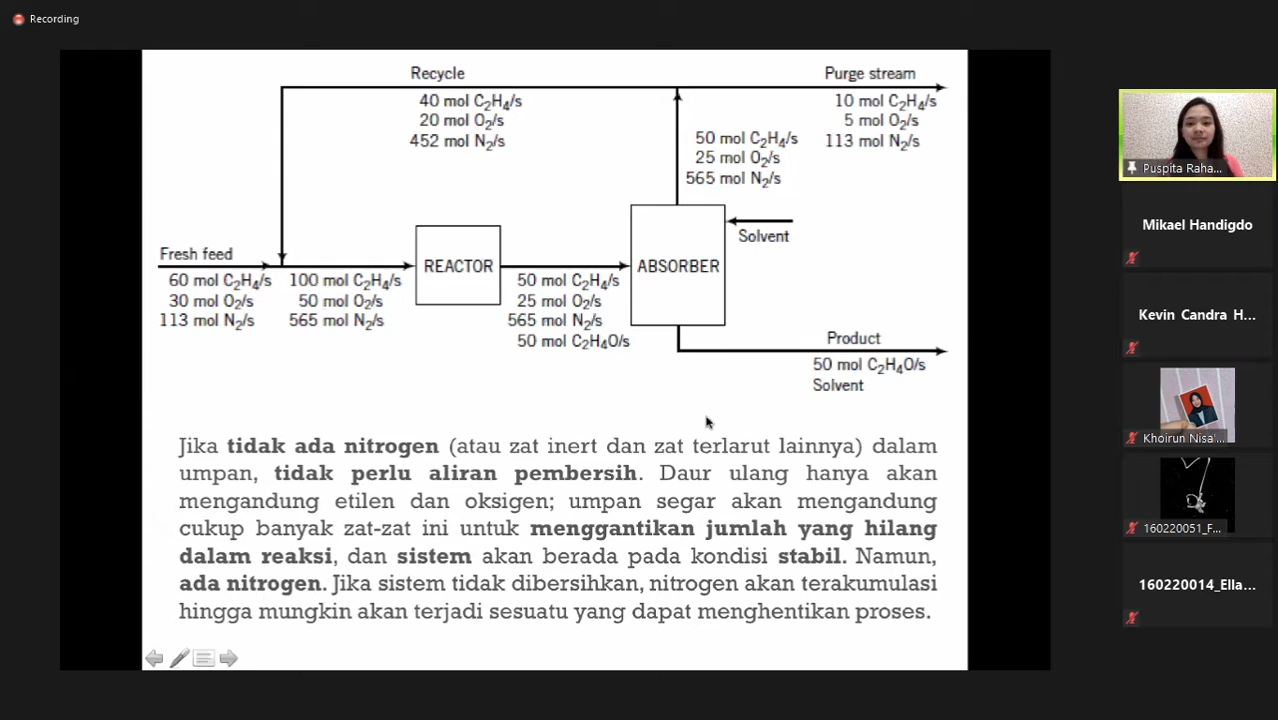 Recording
Recycle
40 mol C₂H₄/s
20 mol O₂/s
452 mol N₂/s
Purge stream
10 mol C₂H₄/s
5 mol O₂/s
113 mol N₂/s
50 mol C₂H₄/s
25 mol O₂/s
565 mol N₂/s
Solvent
Fresh feed
60 mol C₂H₄/s
30 mol O₂/s
113 mol N₂/s
100 mol C₂H₄/s
50 mol O₂/s
565 mol N₂/s
REACTOR
50 mol C₂H₄/s
25 mol O₂/s
565 mol N₂/s
50 mol C₂H₄O/s
ABSORBER
Product
50 mol C₂H₄O/s
Solvent
Jika tidak ada nitrogen (atau zat inert dan zat terlarut lainnya) dalam
umpan, tidak perlu aliran pembersih. Daur ulang hanya akan
mengandung etilen dan oksigen; umpan segar akan mengandung
cukup banyak zat-zat ini untuk menggantikan jumlah yang hilang
dalam reaksi, dan sistem akan berada pada kondisi stabil. Namun,
ada nitrogen. Jika sistem tidak dibersihkan, nitrogen akan terakumulasi
hingga mungkin akan terjadi sesuatu yang dapat menghentikan proses.
Puspita Raha...
Mikael Handigdo
Kevin Candra H...
Khoirun Nisa'...
160220051_F...
160220014_Ella...